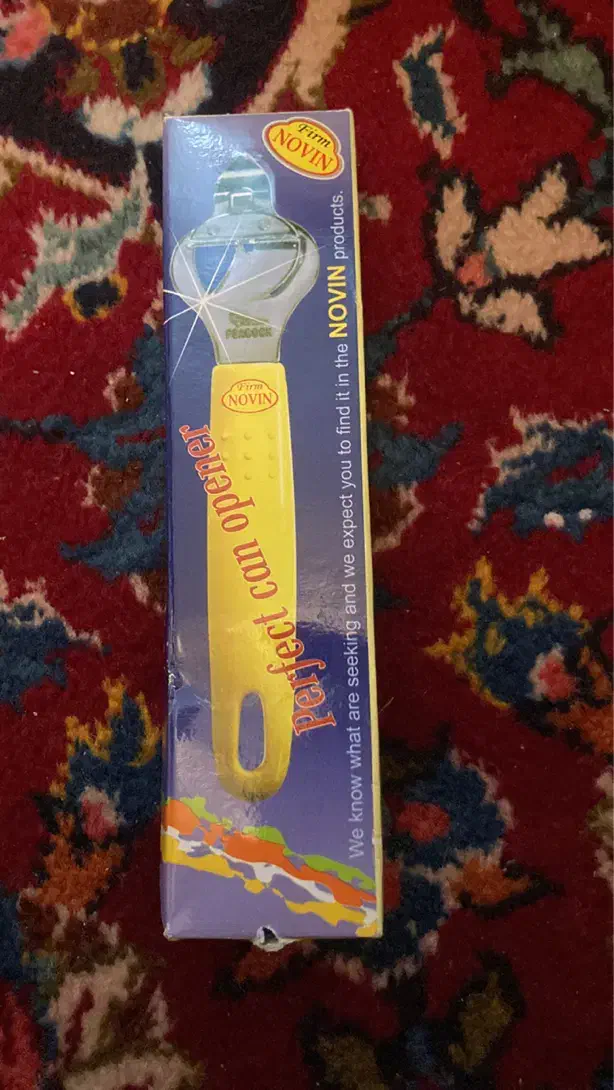 Firm
NOVIN
PEACOCK
Firm
NOVIN
Perfect can opener
We know what are seeking and we expect you to find it in the NOVIN products.